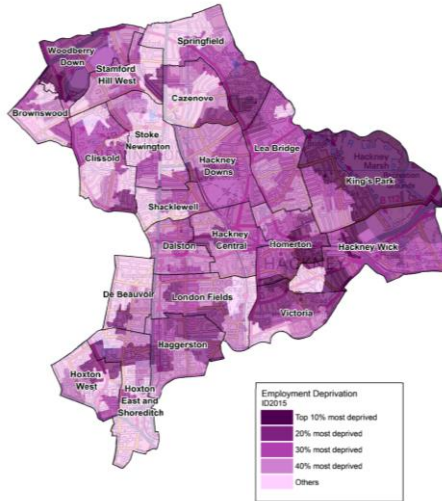 Springfield
Woodberry
Down
Stamford
Hill West
Cazenove
Brownswood
Stoke
Newington
Clissold
Hackney
Downs
Lea Bridge
Hackney
Marsh
King's Park
Shacklewell
Hackney
Central
Dalston
Homerton
Hackney Wick
De Beauvoir
London Fields
Victoria
Haggerston
Hoxton
West
Hoxton
East and
Shoreditch
Employment Deprivation
ID2015
Top 10% most deprived
20% most deprived
30% most deprived
40% most deprived
Others